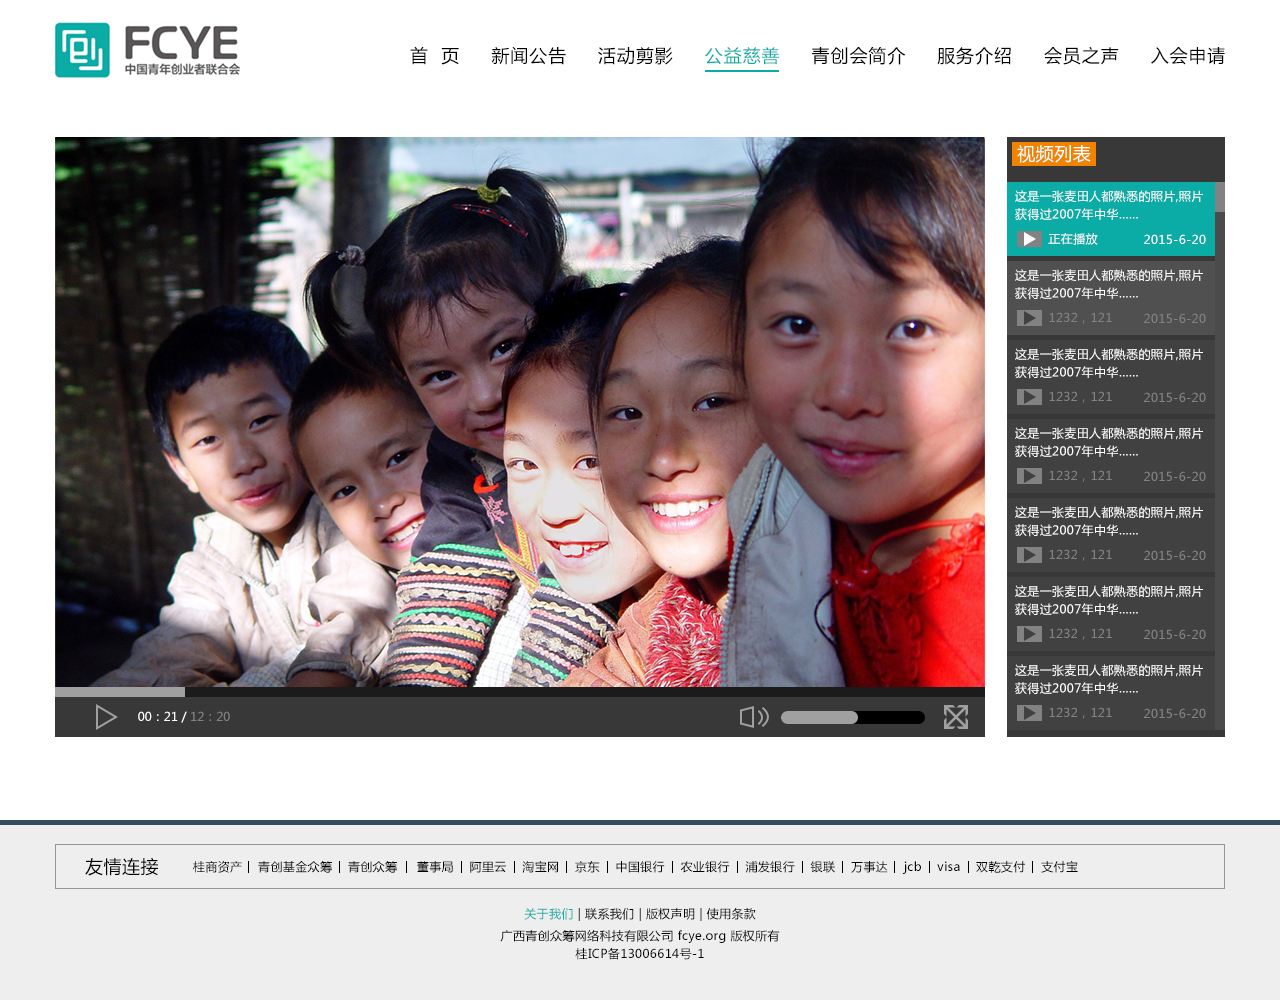 FCYE
中国青年创业者联合会
首 页 新闻公告 活动剪影 公益慈善 青创会简介 服务介绍 会员之声 入会申请
视频列表
这是一张麦田人都熟悉的照片,照片
获得过2007年中华......
正在播放 2015-6-20
这是一张麦田人都熟悉的照片,照片
获得过2007年中华......
1232，121 2015-6-20
这是一张麦田人都熟悉的照片,照片
获得过2007年中华......
1232，121 2015-6-20
这是一张麦田人都熟悉的照片,照片
获得过2007年中华......
1232，121 2015-6-20
这是一张麦田人都熟悉的照片,照片
获得过2007年中华......
1232，121 2015-6-20
这是一张麦田人都熟悉的照片,照片
获得过2007年中华......
1232，121 2015-6-20
这是一张麦田人都熟悉的照片,照片
获得过2007年中华......
1232，121 2015-6-20
00 : 21 / 12 : 20
友情连接 桂商资产 | 青创基金众筹 | 青创众筹 | 董事局 | 阿里云 | 淘宝网 | 京东 | 中国银行 | 农业银行 | 浦发银行 | 银联 | 万事达 | jcb | visa | 双乾支付 | 支付宝
关于我们 | 联系我们 | 版权声明 | 使用条款
广西青创众筹网络科技有限公司 fcye.org 版权所有
桂ICP备13006614号-1